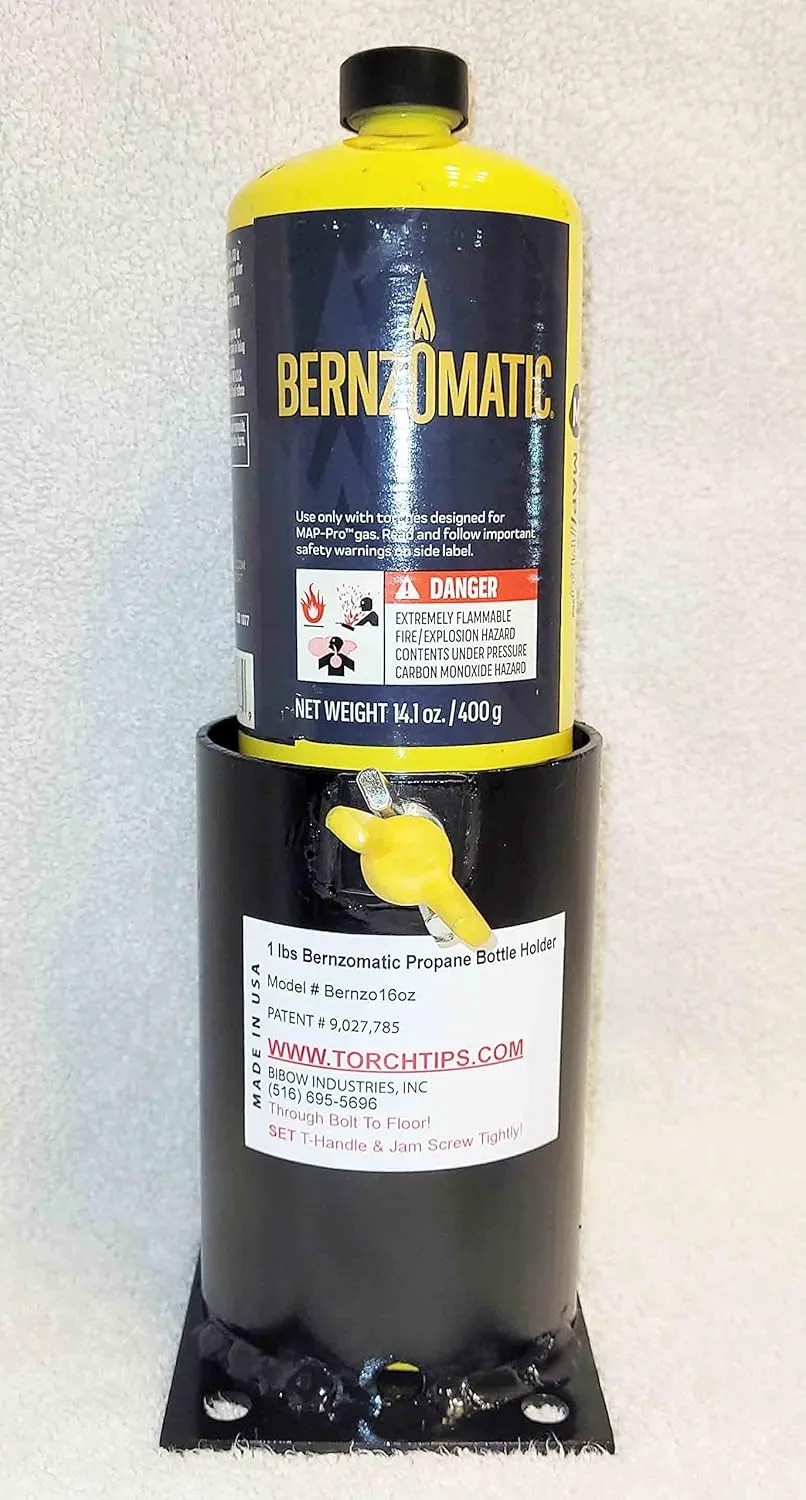 BERNZOMATIC
Use only with torches designed for
MAP-Pro™ gas. Read and follow important
safety warnings on side label.
DANGER
EXTREMELY FLAMMABLE
FIRE/EXPLOSION HAZARD
CONTENTS UNDER PRESSURE
CARBON MONOXIDE HAZARD
NET WEIGHT 14.1 oz. / 400 g
1 lbs Bernzomatic Propane Bottle Holder
Model # Bernzo16oz
PATENT # 9,027,785
WWW.TORCHTIPS.COM
BIBOW INDUSTRIES, INC
(516) 695-5696
Through Bolt To Floor!
SET T-Handle & Jam Screw Tightly!
MADE IN USA